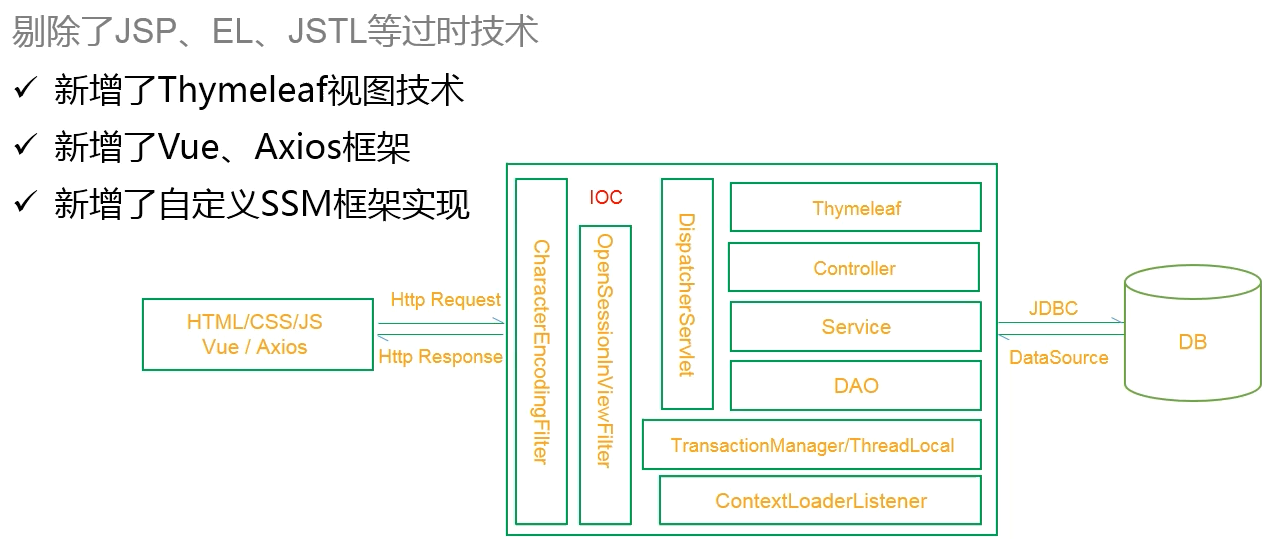 剔除了JSP、EL、JSTL等过时技术
✓ 新增了Thymeleaf视图技术
✓ 新增了Vue、Axios框架
✓ 新增了自定义SSM框架实现
HTML/CSS/JS
Vue / Axios
Http Request
Http Response
CharacterEncodingFilter
IOC
OpenSessionInViewFilter
DispatcherServlet
Thymeleaf
Controller
Service
DAO
TransactionManager/ThreadLocal
ContextLoaderListener
JDBC
DataSource
DB